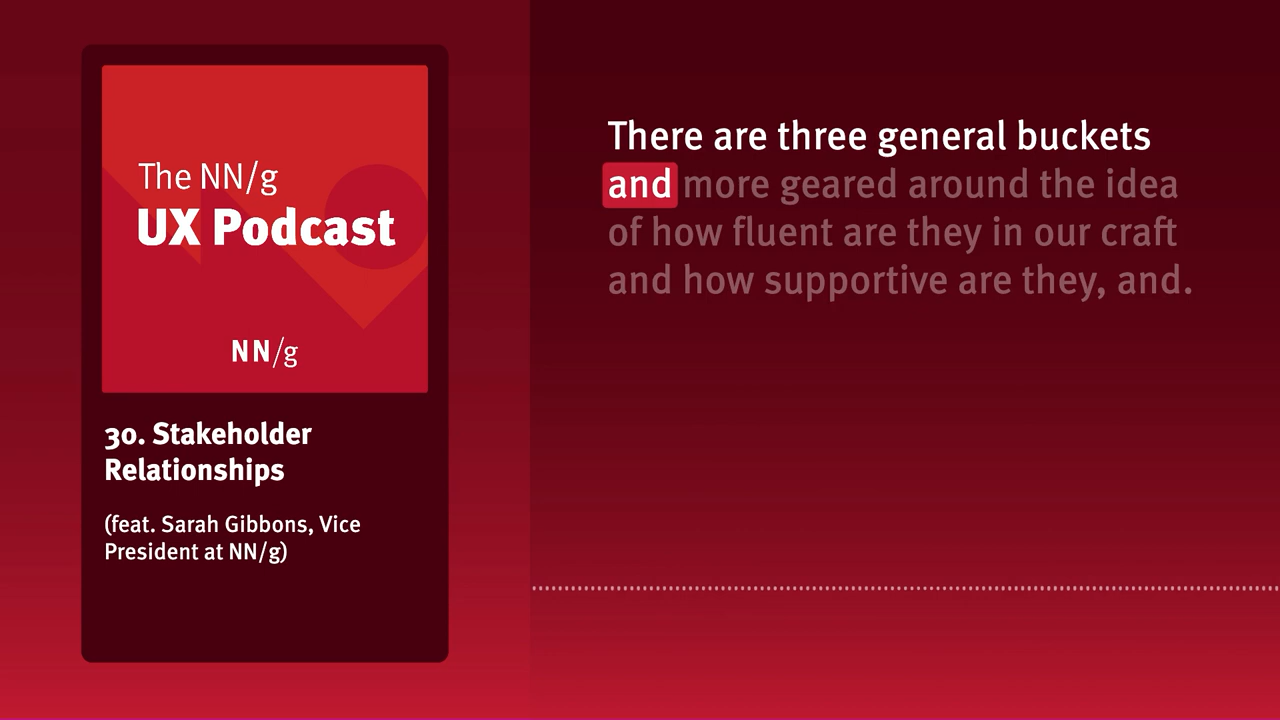 The NN/g
UX Podcast
NN/g
30. Stakeholder
Relationships
(feat. Sarah Gibbons, Vice
President at NN/g)
There are three general buckets
and more geared around the idea
of how fluent are they in our craft
and how supportive are they, and.